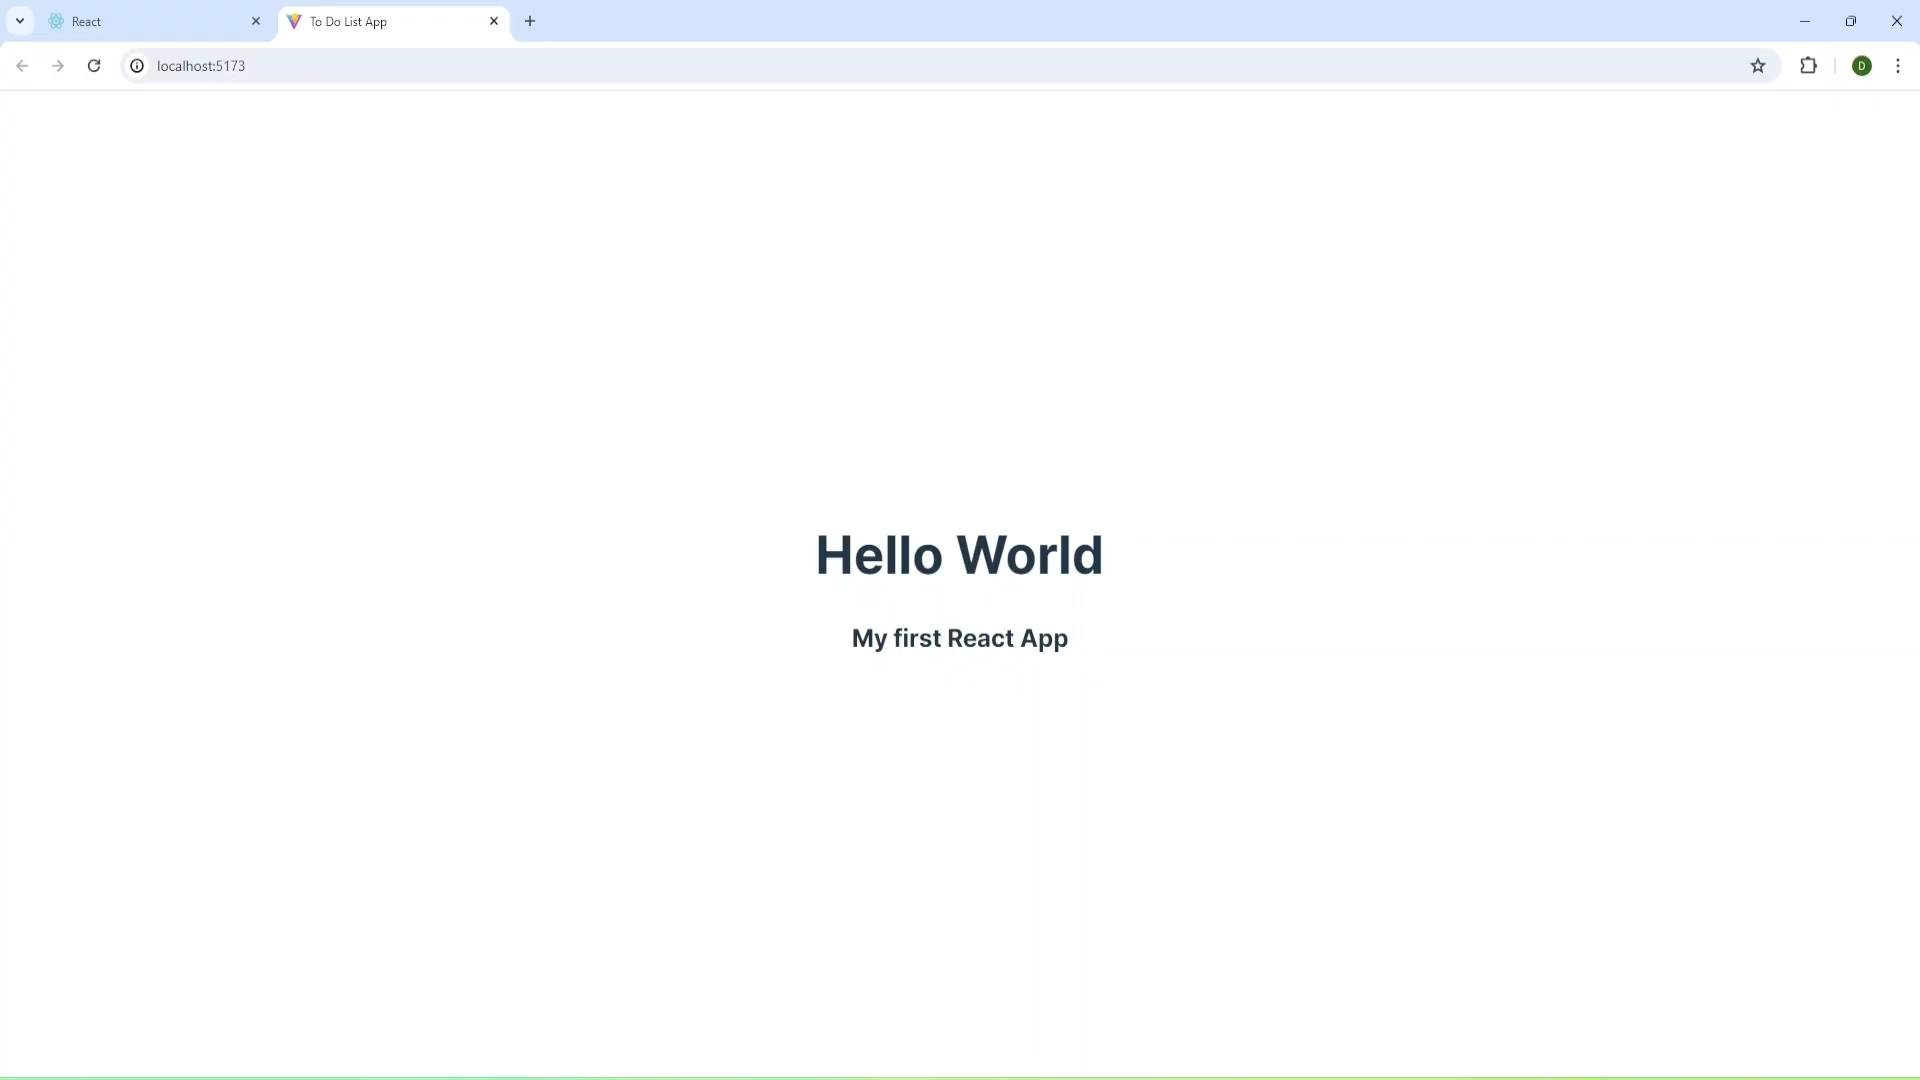 React
To Do List App
localhost:5173
D
Hello World
My first React App